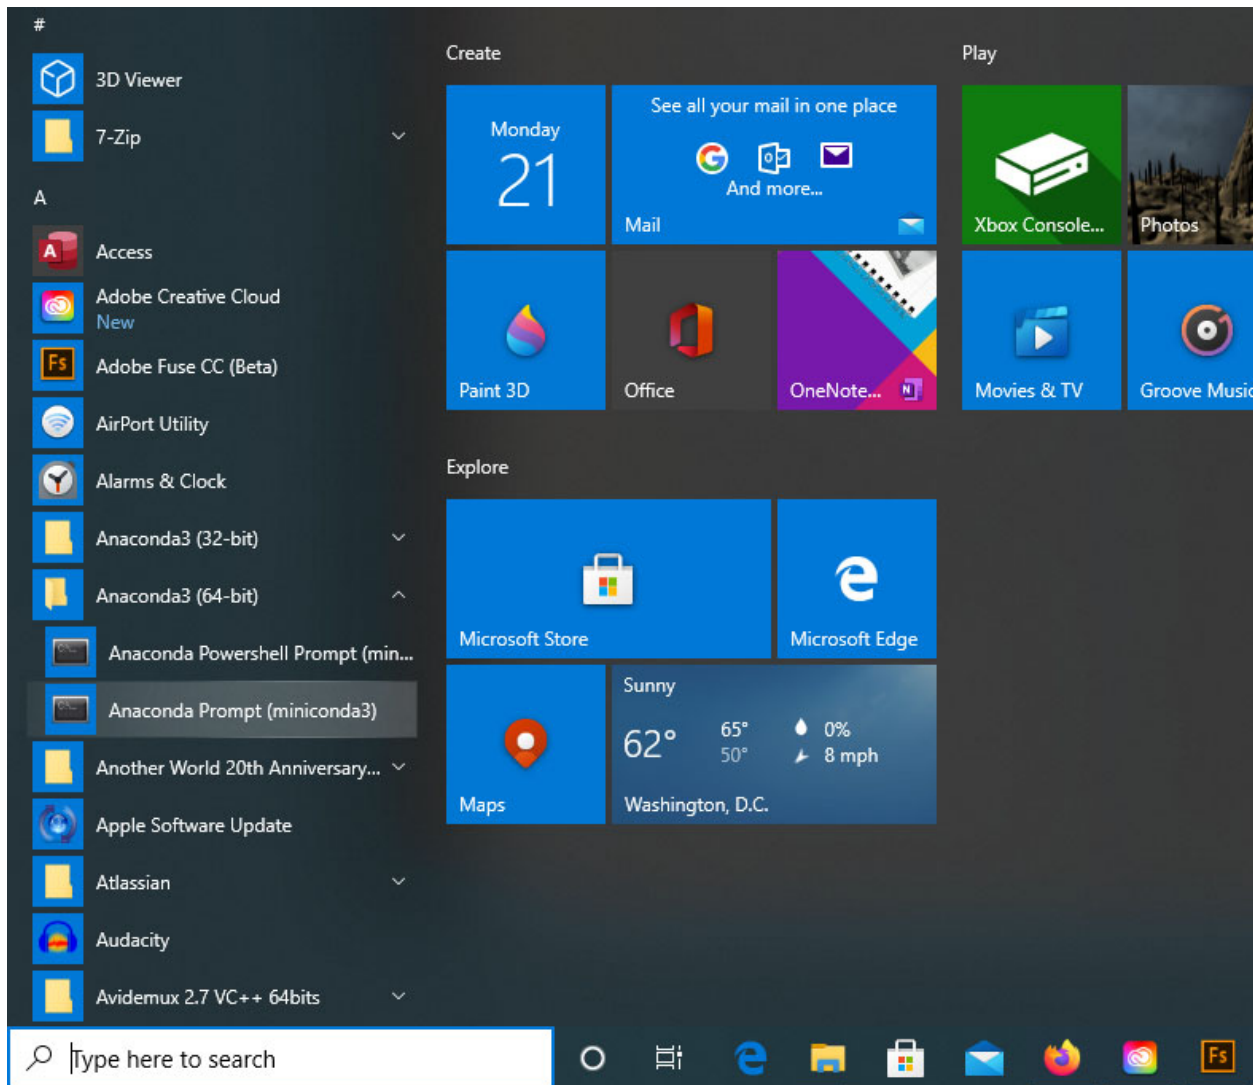 #
3D Viewer
7-Zip
A
Access
Adobe Creative Cloud
New
Adobe Fuse CC (Beta)
AirPort Utility
Alarms & Clock
Anaconda3 (32-bit)
Anaconda3 (64-bit)
Anaconda Powershell Prompt (min...
Anaconda Prompt (miniconda3)
Another World 20th Anniversary...
Apple Software Update
Atlassian
Audacity
Avidemux 2.7 VC++ 64bits
Type here to search
Create
Monday
21
See all your mail in one place
And more...
Mail
Paint 3D
Office
OneNote...
Play
Xbox Console...
Photos
Movies & TV
Groove Music
Explore
Microsoft Store
Microsoft Edge
Maps
Sunny
62° 65° 0%
50° 8 mph
Washington, D.C.
Fs